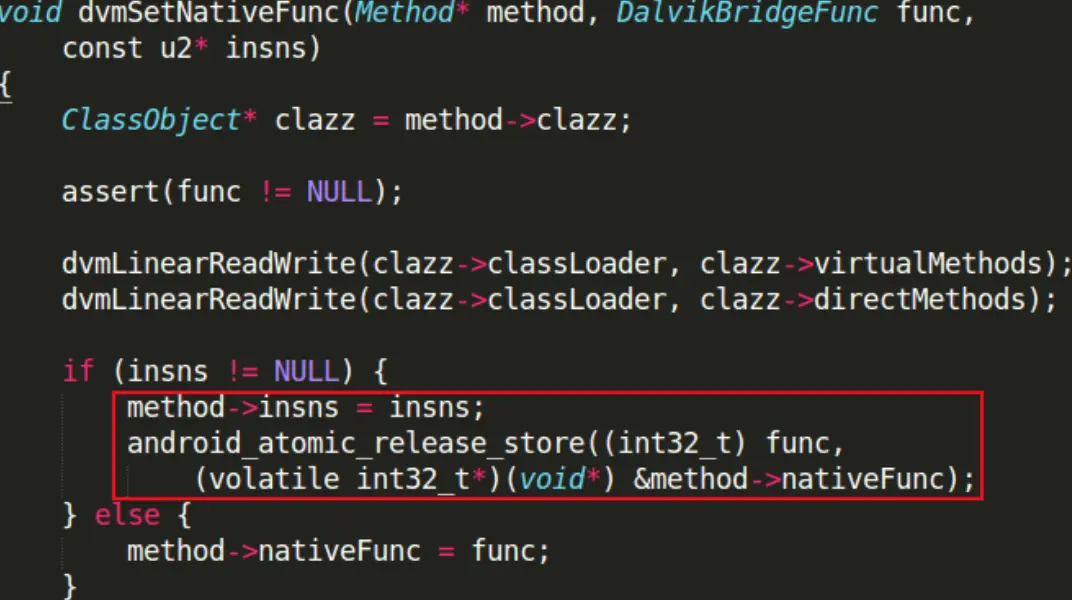 void dvmSetNativeFunc(Method* method, DalvikBridgeFunc func,
    const u2* insns)
{
    ClassObject* clazz = method->clazz;
    assert(func != NULL);
    dvmLinearReadWrite(clazz->classLoader, clazz->virtualMethods);
    dvmLinearReadWrite(clazz->classLoader, clazz->directMethods);
    if (insns != NULL) {
        method->insns = insns;
        android_atomic_release_store((int32_t) func,
            (volatile int32_t*)(void*) &method->nativeFunc);
    } else {
        method->nativeFunc = func;
    }